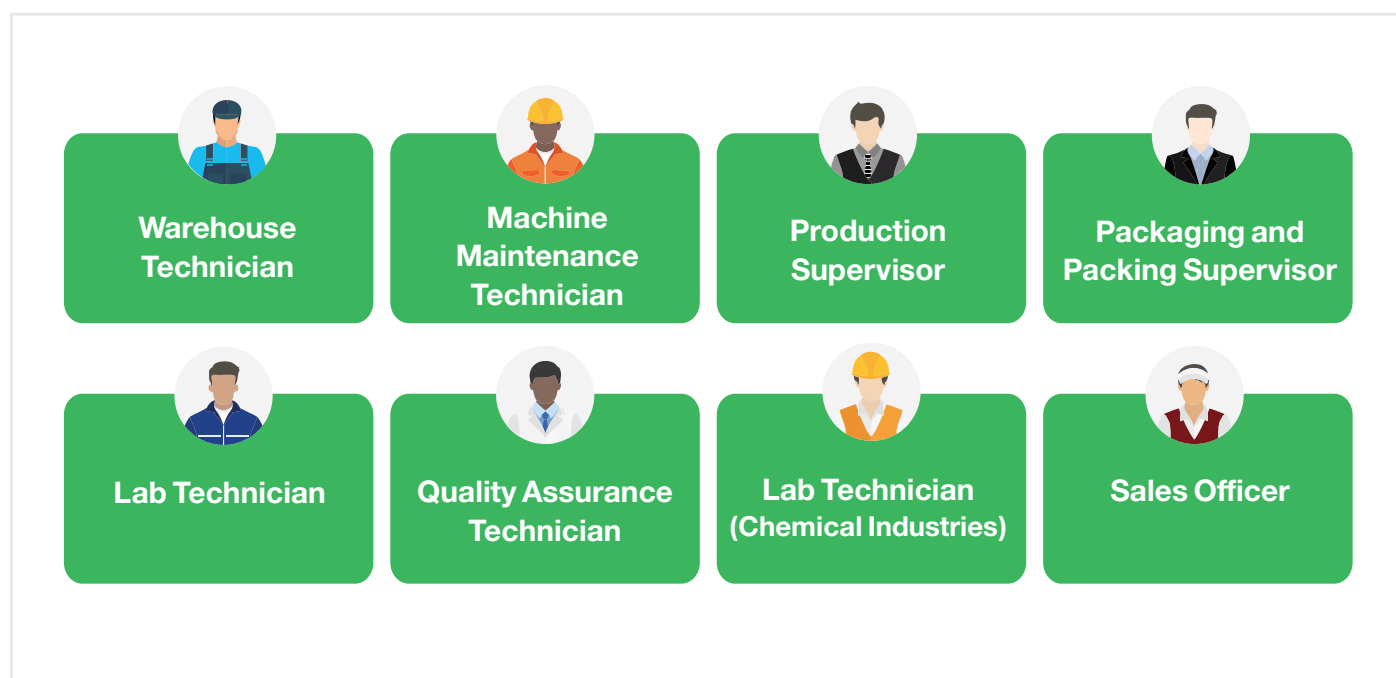 Warehouse
Technician
Machine
Maintenance
Technician
Production
Supervisor
Packaging and
Packing Supervisor
Lab Technician
Quality Assurance
Technician
Lab Technician
(Chemical Industries)
Sales Officer